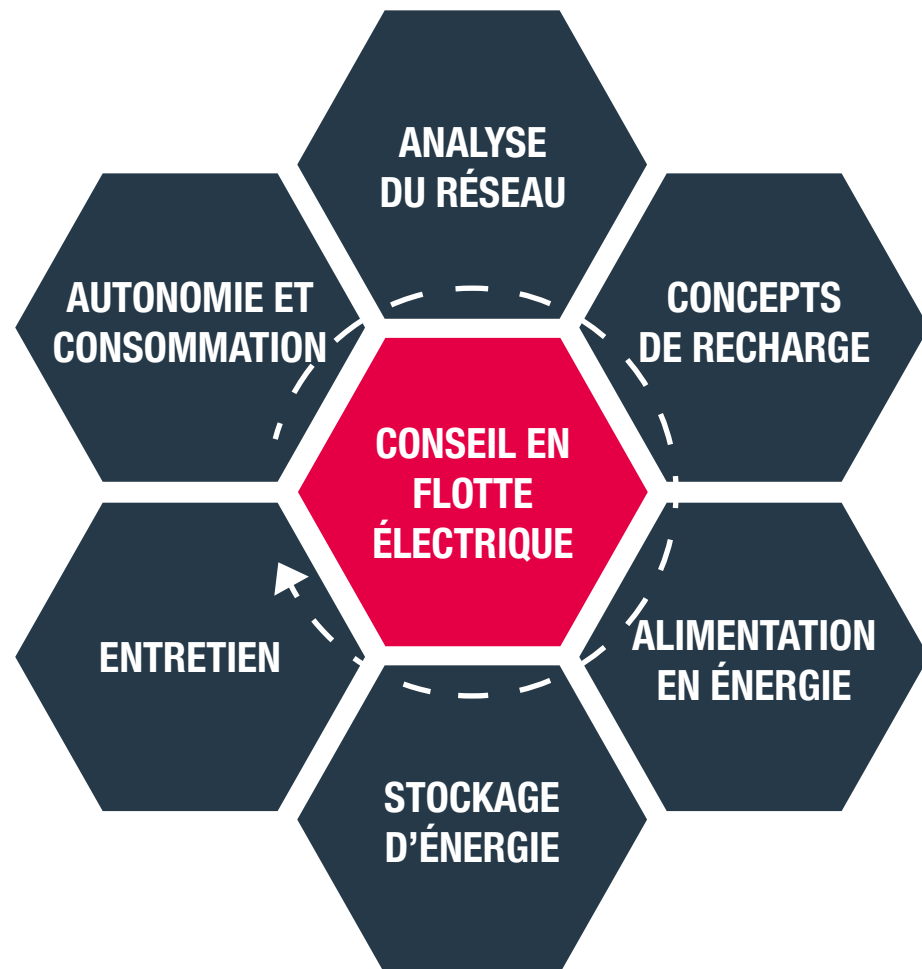 ANALYSE
DU RÉSEAU
AUTONOMIE ET
CONSOMMATION
CONCEPTS
DE RECHARGE
CONSEIL EN
FLOTTE
ÉLECTRIQUE
ENTRETIEN
ALIMENTATION
EN ÉNERGIE
STOCKAGE
D’ÉNERGIE